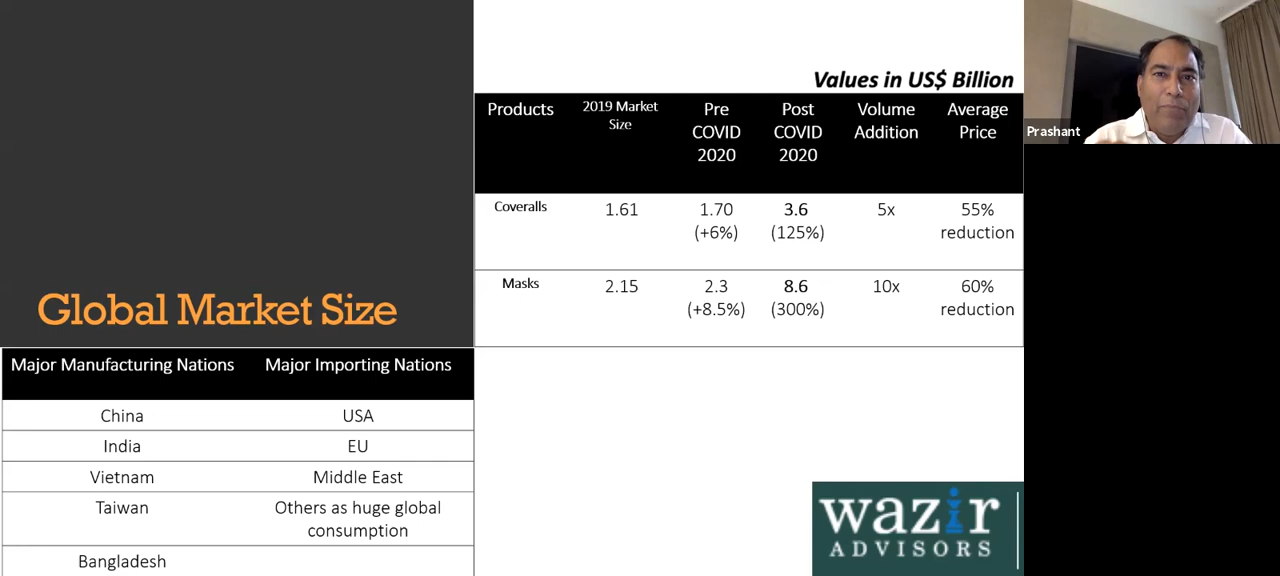 Values in US$ Billion
Products 2019 Market Pre Post Volume Average
Size COVID COVID Addition Price
2020 2020
Coveralls 1.61 1.70 3.6 5x 55%
(+6%) (125%) reduction
Masks 2.15 2.3 8.6 10x 60%
(+8.5%) (300%) reduction
Global Market Size
Major Manufacturing Nations Major Importing Nations
China USA
India EU
Vietnam Middle East
Taiwan Others as huge global
consumption
Bangladesh
wazir
ADVISORS
Prashant